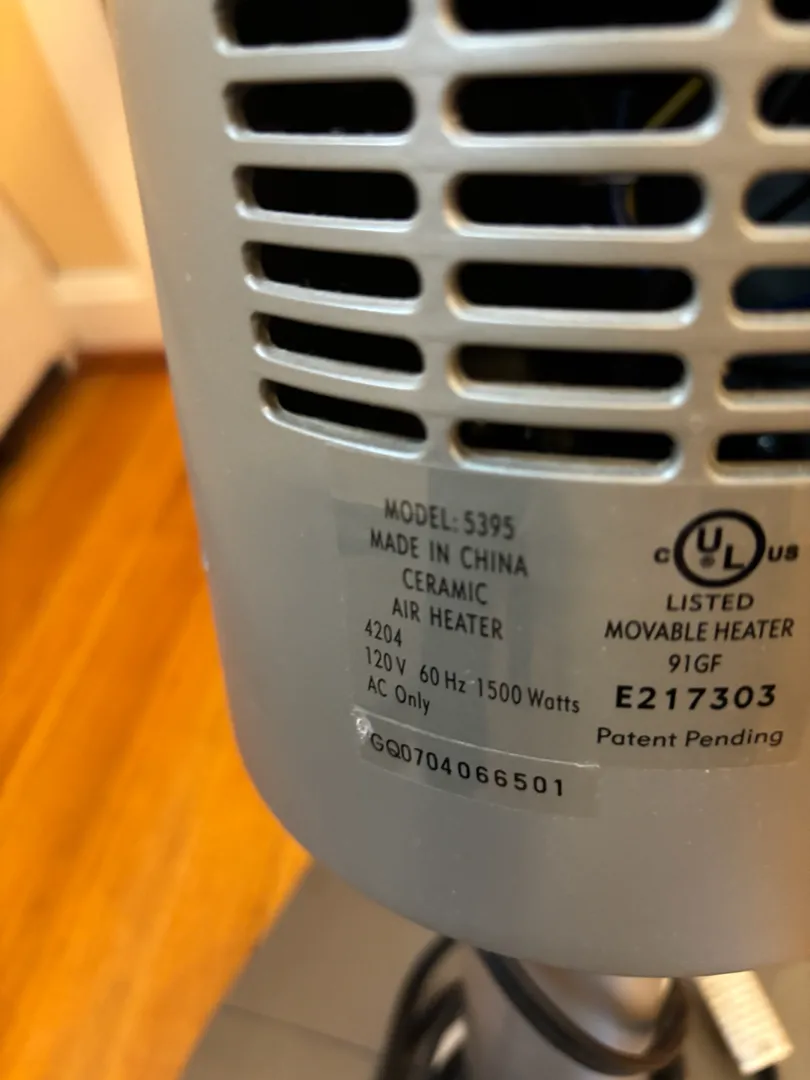 MODEL: 5395
MADE IN CHINA
CERAMIC
AIR HEATER
4204
120V 60 Hz 1500 Watts
AC Only
GQ0704066501
C UL ® US
LISTED
MOVABLE HEATER
91GF
E217303
Patent Pending